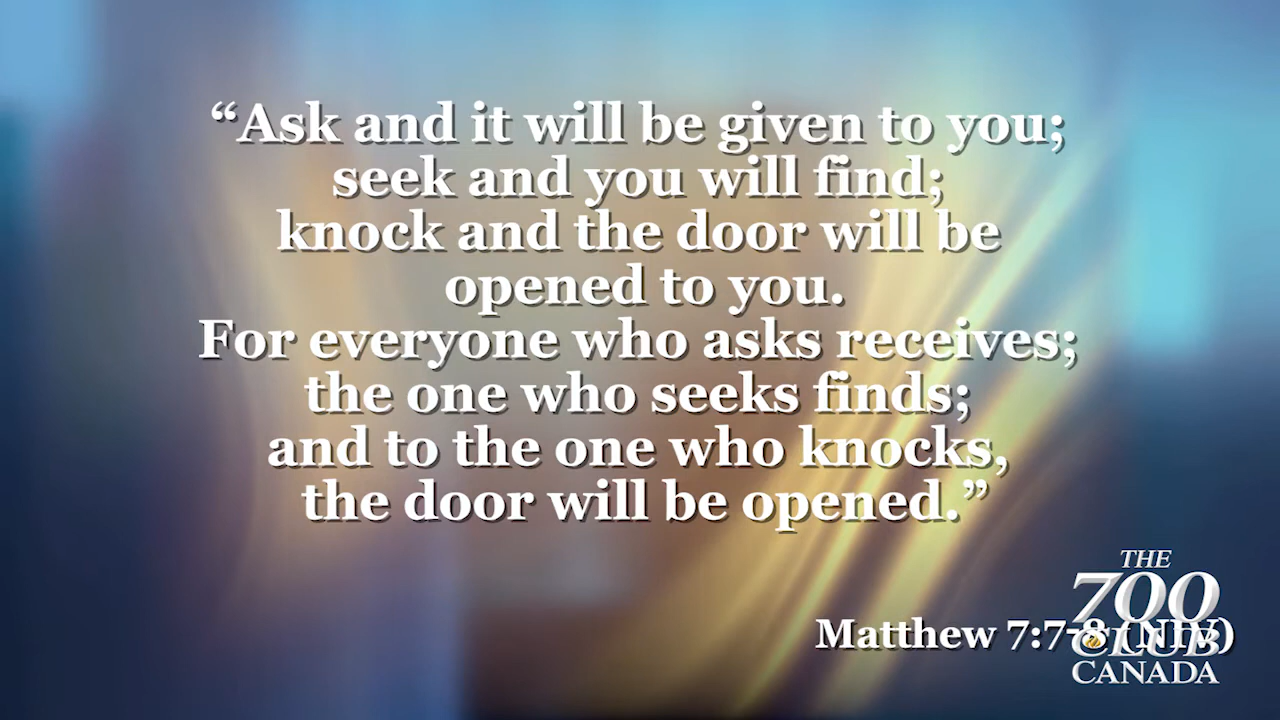 “Ask and it will be given to you;
seek and you will find;
knock and the door will be
opened to you.
For everyone who asks receives;
the one who seeks finds;
and to the one who knocks,
the door will be opened.”
Matthew 7:7-8 (NIV)
THE
700
CLUB
CANADA